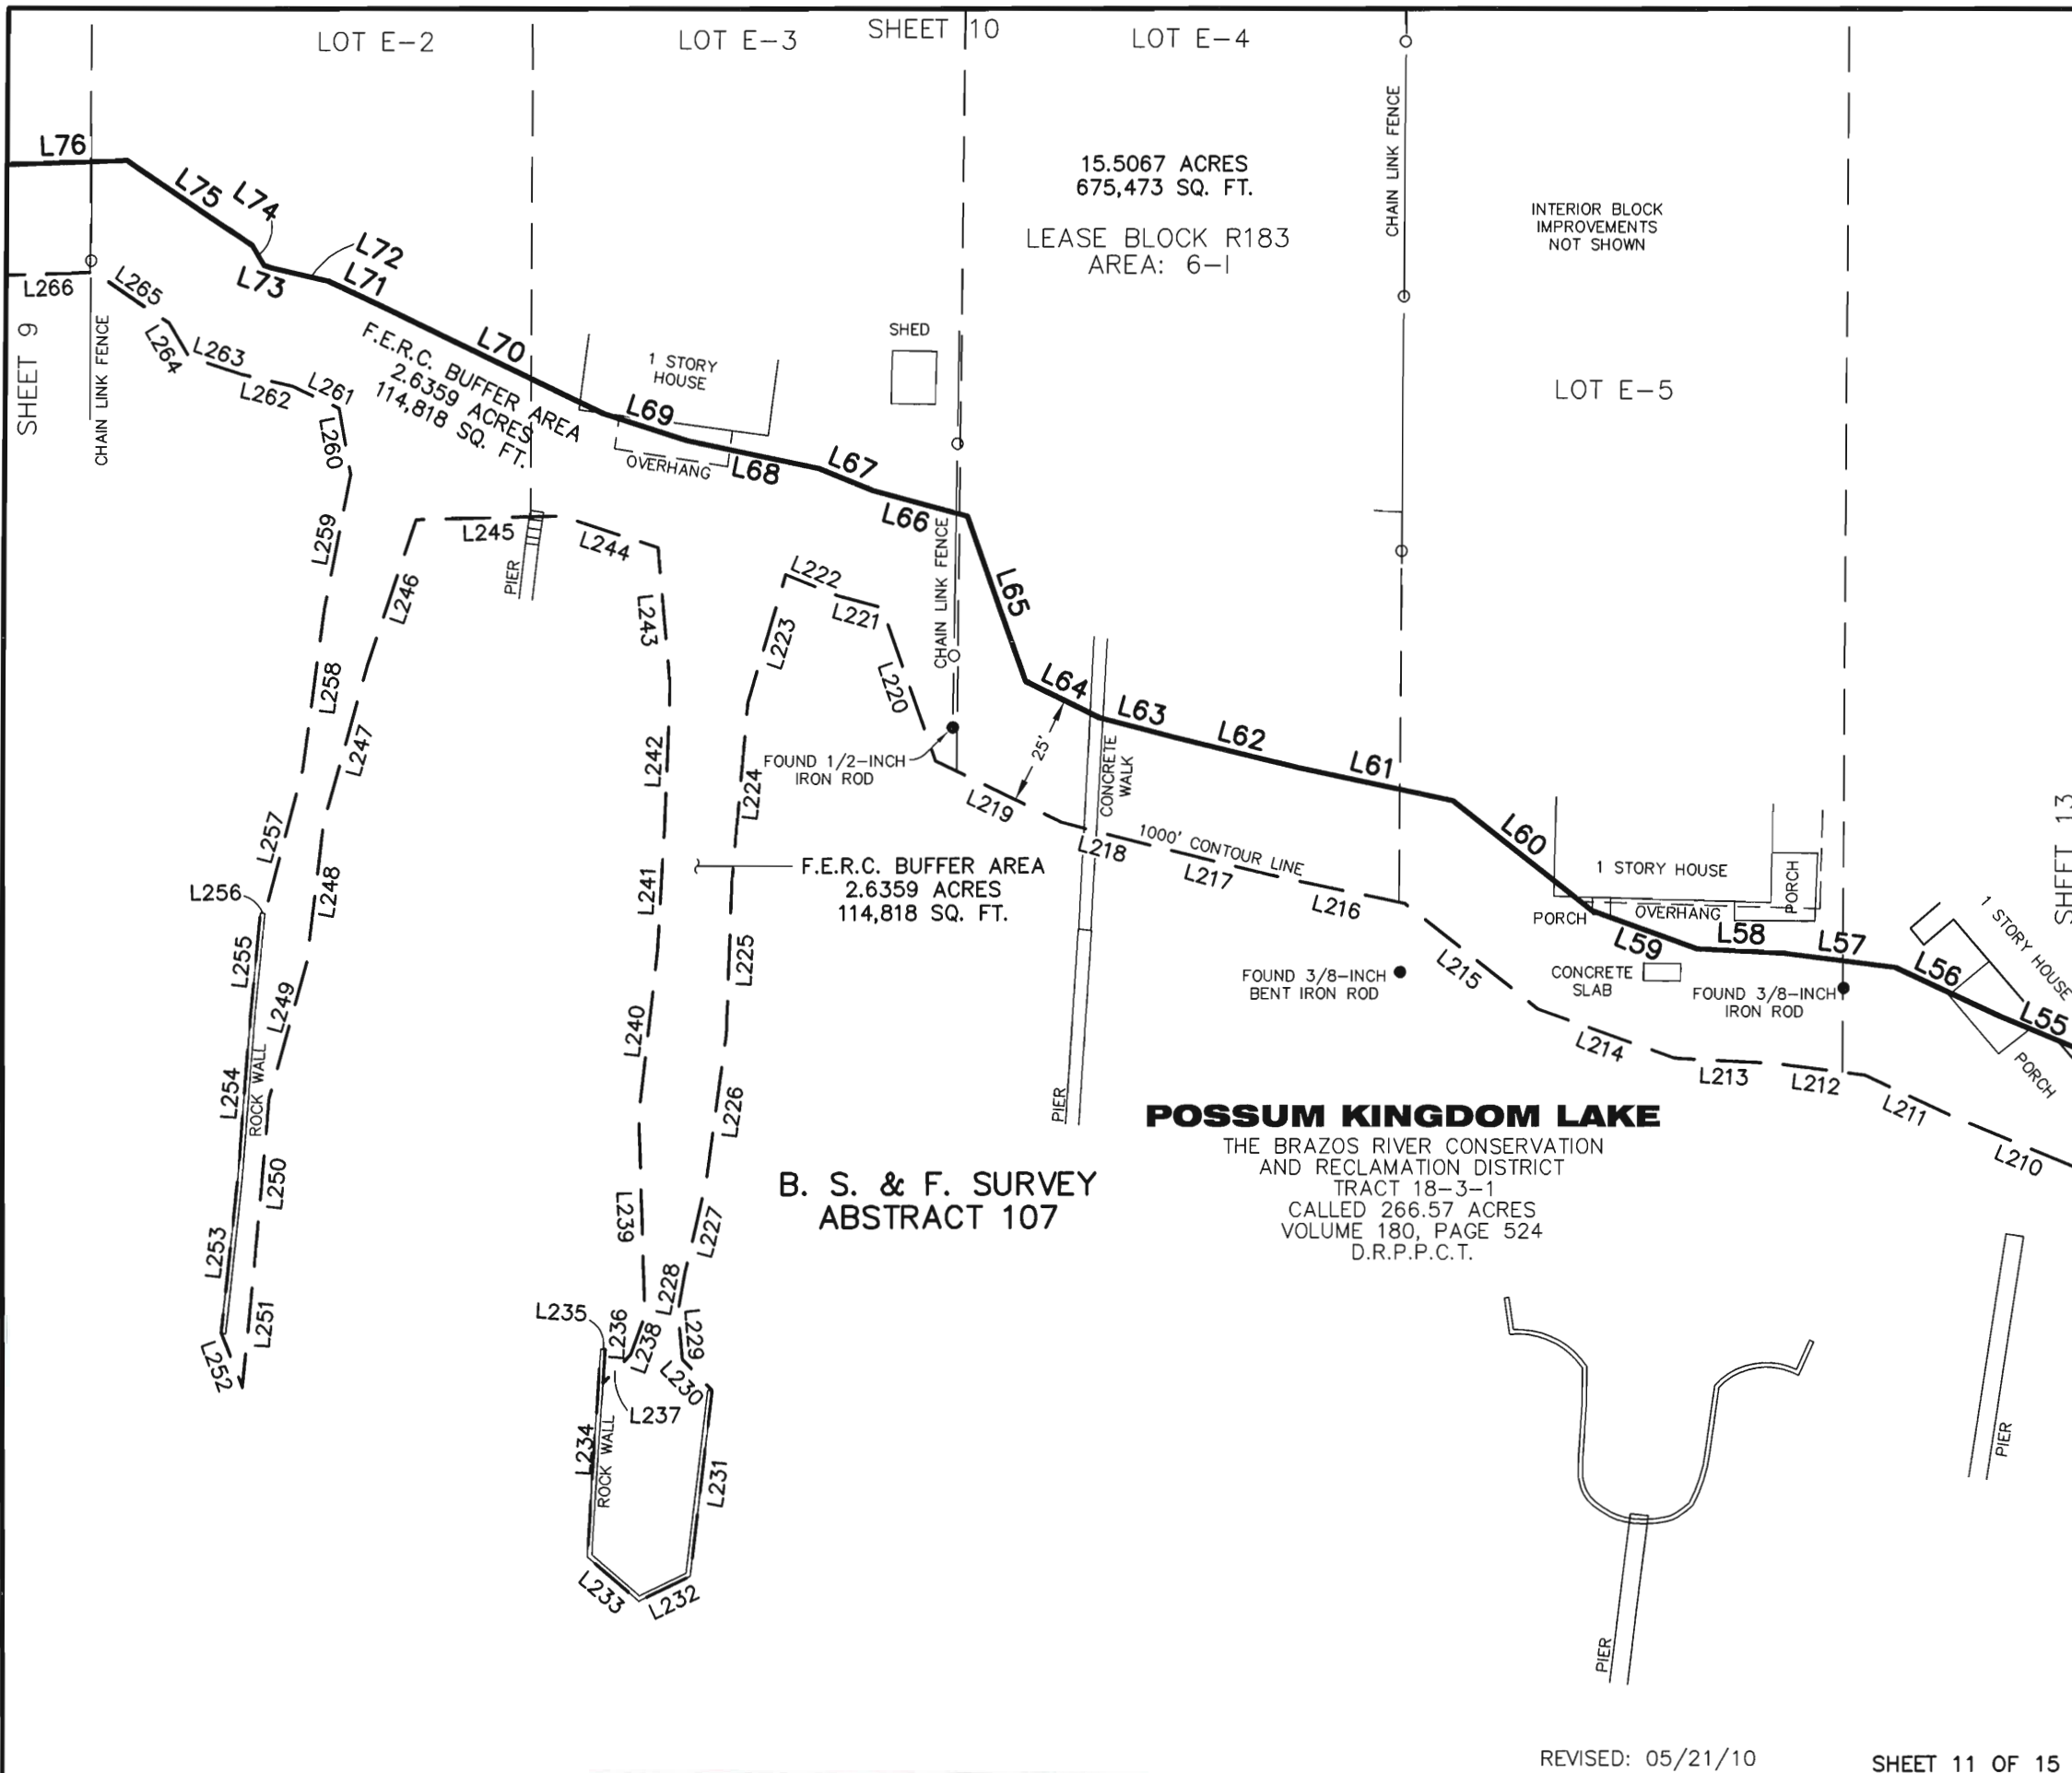 SHEET 10
LOT E-2
LOT E-3
LOT E-4
L76
L75
L74
L72
L73
L71
L70
L266
L265
L264
L263
L262
L261
L260
SHEET 9
CHAIN LINK FENCE
F.E.R.C. BUFFER AREA
2.6359 ACRES
114,818 SQ. FT.
1 STORY
HOUSE
SHED
15.5067 ACRES
675,473 SQ. FT.
LEASE BLOCK R183
AREA: 6-I
CHAIN LINK FENCE
INTERIOR BLOCK
IMPROVEMENTS
NOT SHOWN
LOT E-5
L69
OVERHANG
L68
L67
L66
CHAIN LINK FENCE
L65
L64
L63
L62
L61
L60
L259
L258
L257
L256
L255
L254
L253
L252
L251
L250
L249
L248
L247
L246
L245
PIER
L244
L243
L242
L241
L240
L239
L238
L237
L236
L235
L234
L233
L232
L231
L230
L229
L228
L227
L226
L225
L224
L223
L222
L221
L220
ROCK WALL
ROCK WALL
FOUND 1/2-INCH
IRON ROD
25'
L219
CONCRETE
WALK
L218
1000' CONTOUR LINE
L217
L216
F.E.R.C. BUFFER AREA
2.6359 ACRES
114,818 SQ. FT.
PIER
FOUND 3/8-INCH
BENT IRON ROD
L215
1 STORY HOUSE
PORCH
PORCH
OVERHANG
L59
L58
L57
L56
L55
CONCRETE
SLAB
FOUND 3/8-INCH
IRON ROD
1 STORY HOUSE
PORCH
SHEET 13
L214
L213
L212
L211
L210
POSSUM KINGDOM LAKE
THE BRAZOS RIVER CONSERVATION
AND RECLAMATION DISTRICT
TRACT 18-3-1
CALLED 266.57 ACRES
VOLUME 180, PAGE 524
D.R.P.P.C.T.
B. S. & F. SURVEY
ABSTRACT 107
PIER
PIER
REVISED: 05/21/10
SHEET 11 OF 15